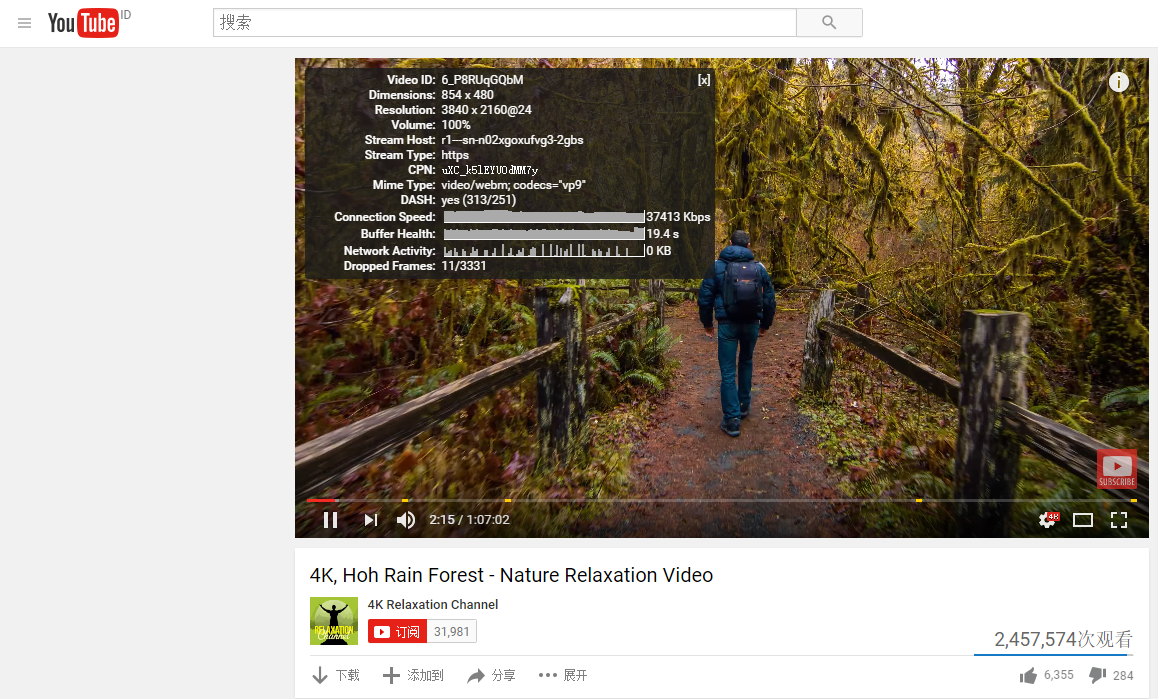 YouTube ID
搜索
Video ID: 6_P8RUqGQbM [x]
Dimensions: 854 x 480
Resolution: 3840 x 2160@24
Volume: 100%
Stream Host: r1---sn-n02xgoxufvg3-2gbs
Stream Type: https
CPN: uXC_k5lEYUOdMM7y
Mime Type: video/webm; codecs="vp9"
DASH: yes (313/251)
Connection Speed: 37413 Kbps
Buffer Health: 19.4 s
Network Activity: 0 KB
Dropped Frames: 11/3331
SUBSCRIBE
2:15 / 1:07:02 4K
4K, Hoh Rain Forest - Nature Relaxation Video
4K Relaxation Channel
RELAXATION
Channel
订阅 31,981
2,457,574次观看
下载 添加到 分享 展开 6,355 284